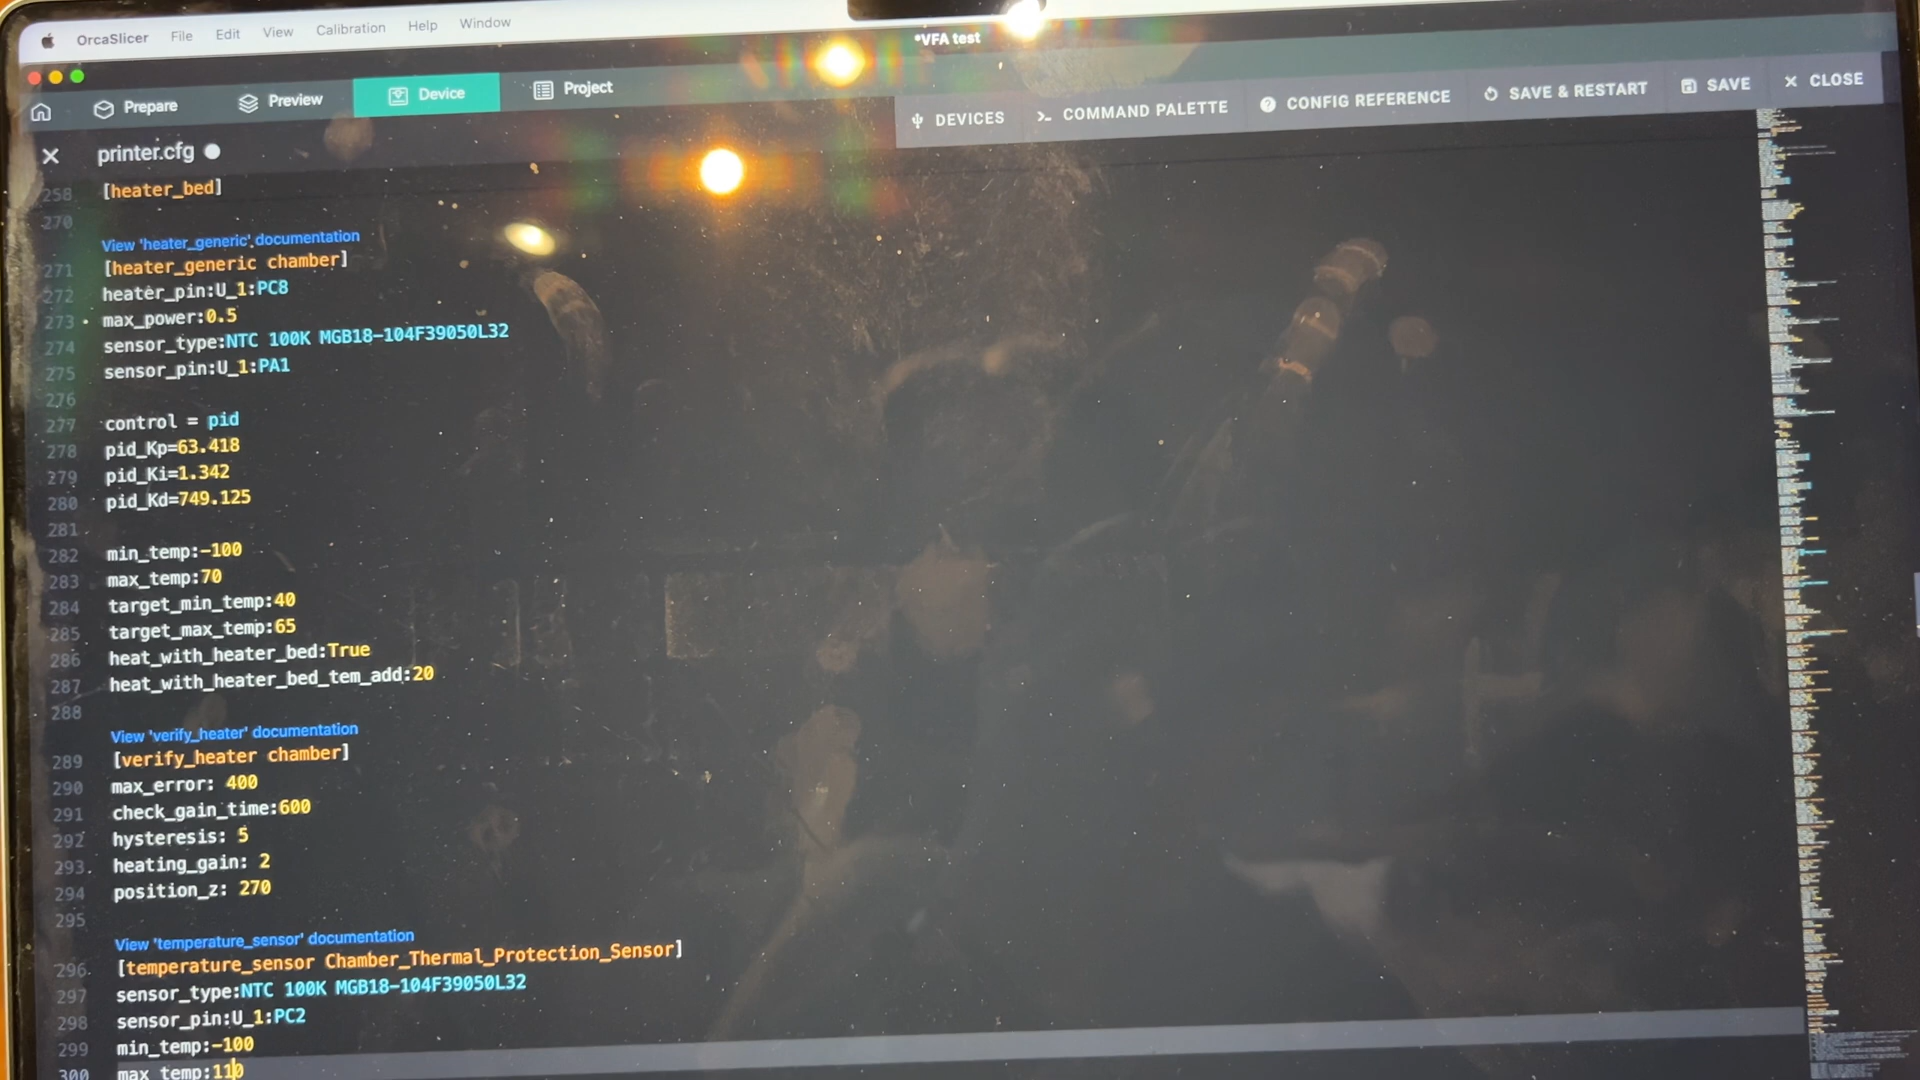 OrcaSlicer File Edit View Calibration Help Window
*VFA test
Prepare Preview Device Project
DEVICES COMMAND PALETTE CONFIG REFERENCE SAVE & RESTART SAVE CLOSE
printer.cfg
258 [heater_bed]
270
View 'heater_generic' documentation
271 [heater_generic chamber]
272 heater_pin:U_1:PC8
273 max_power:0.5
274 sensor_type:NTC 100K MGB18-104F39050L32
275 sensor_pin:U_1:PA1
276
277 control = pid
278 pid_Kp=63.418
279 pid_Ki=1.342
280 pid_Kd=749.125
281
282 min_temp:-100
283 max_temp:70
284 target_min_temp:40
285 target_max_temp:65
286 heat_with_heater_bed:True
287 heat_with_heater_bed_tem_add:20
288
View 'verify_heater' documentation
289 [verify_heater chamber]
290 max_error: 400
291 check_gain_time:600
292 hysteresis: 5
293 heating_gain: 2
294 position_z: 270
295
View 'temperature_sensor' documentation
296 [temperature_sensor Chamber_Thermal_Protection_Sensor]
297 sensor_type:NTC 100K MGB18-104F39050L32
298 sensor_pin:U_1:PC2
299 min_temp:-100
300 max_temp:110